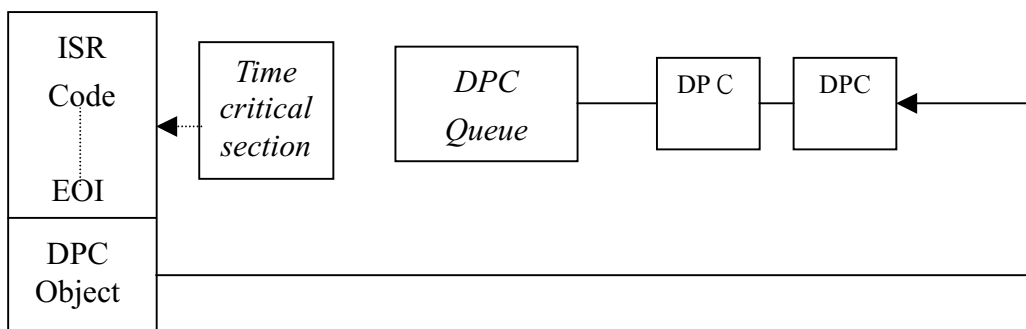 ISR
Code
EOI
DPC
Object
Time
critical
section
DPC
Queue
DP C
DPC